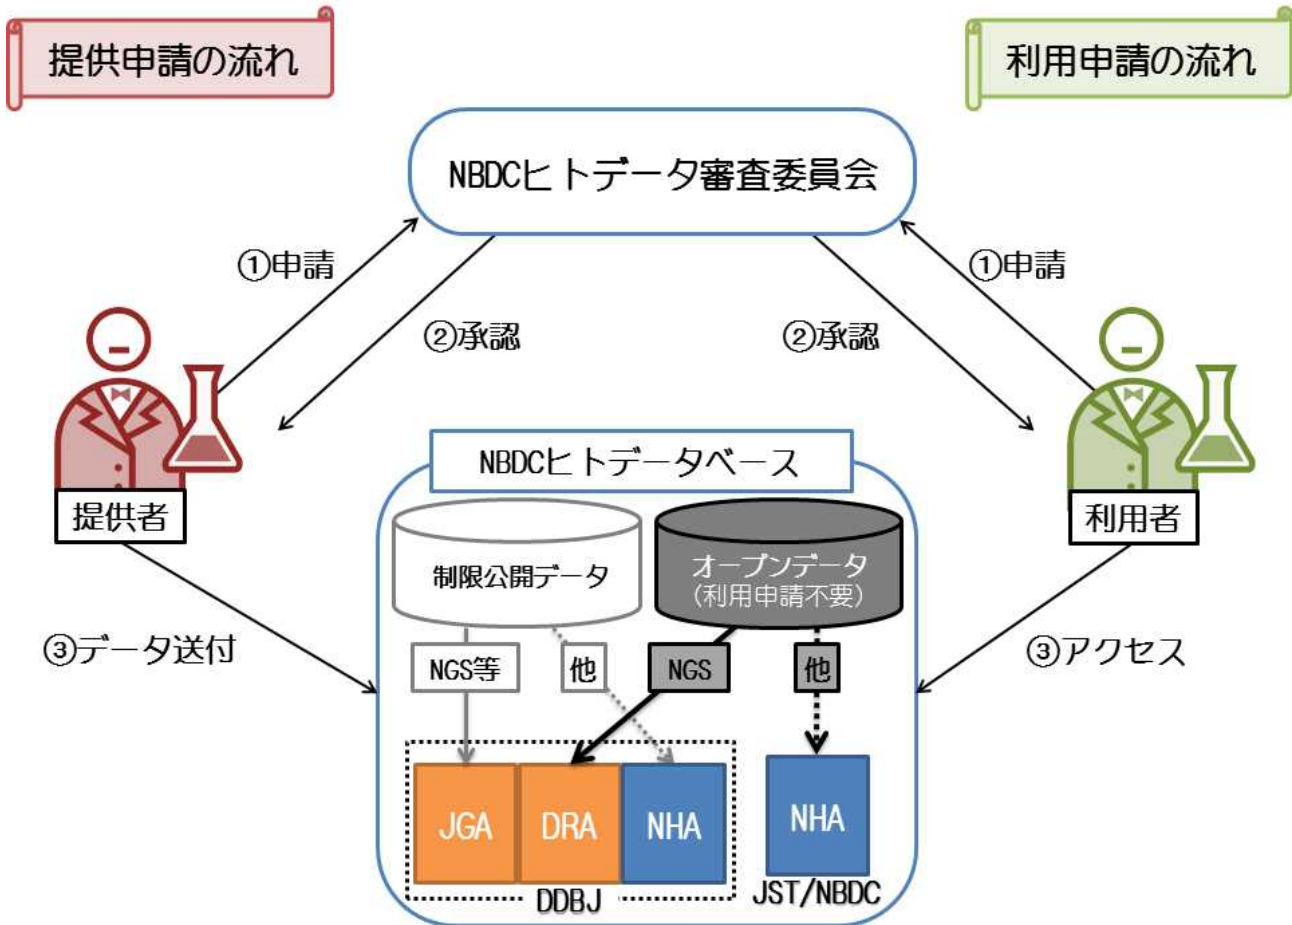 提供申請の流れ
利用申請の流れ
NBDCヒトデータ審査委員会
①申請
①申請
②承認
②承認
NBDCヒトデータベース
提供者
利用者
制限公開データ
オープンデータ
(利用申請不要)
③データ送付
③アクセス
NGS等
他
NGS
他
JGA
DRA
NHA
NHA
DDBJ
JST/NBDC